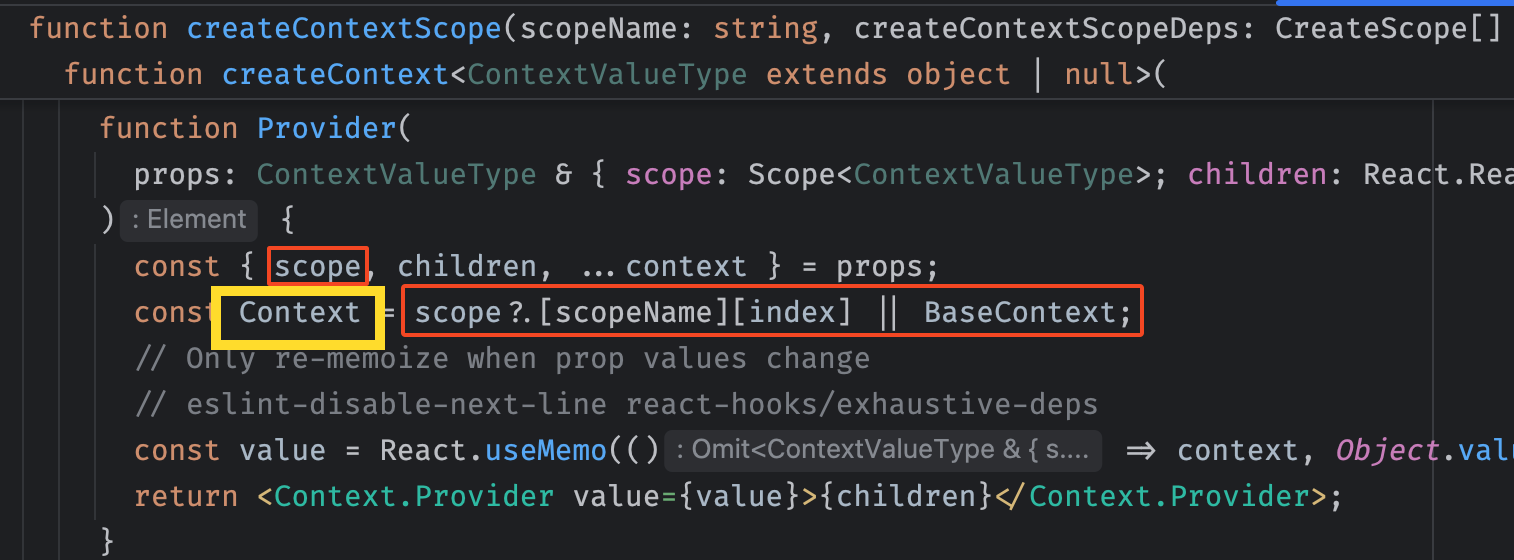 function createContextScope(scopeName: string, createContextScopeDeps: CreateScope[]
function createContext<ContextValueType extends object | null>(
function Provider(
props: ContextValueType & { scope: Scope<ContextValueType>; children: React.Rea
) : Element {
const { scope, children, ...context } = props;
const Context = scope?.[scopeName][index] || BaseContext;
// Only re-memoize when prop values change
// eslint-disable-next-line react-hooks/exhaustive-deps
const value = React.useMemo(() : Omit<ContextValueType & { s.... => context, Object.valu
return <Context.Provider value={value}>{children}</Context.Provider>;
}